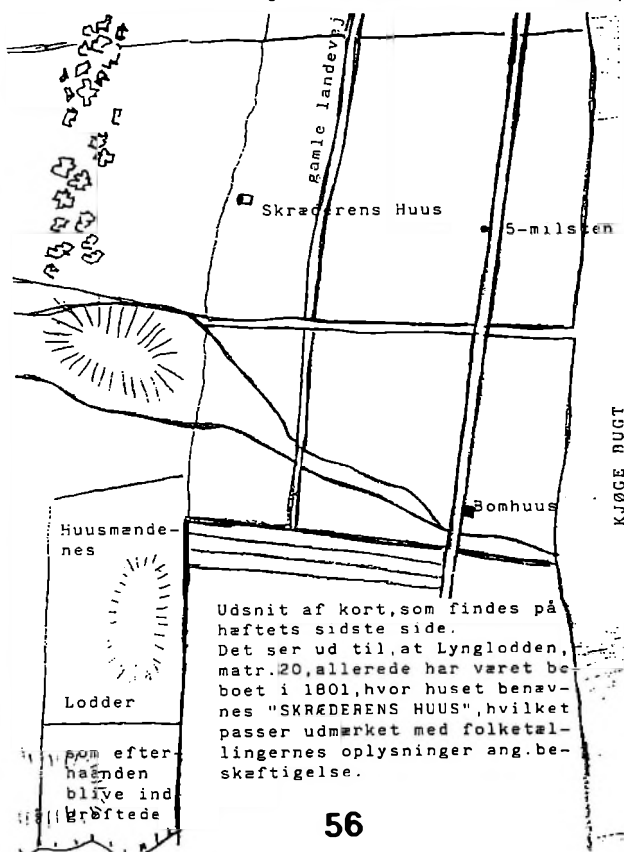 gamle landevej
Skræderens Huus
5-milsten
KJØGE BUGT
Bomhuus
Huusmænde-
nes
Lodder
som efter-
haanden
blive ind
grøftede
Udsnit af kort,som findes på
hæftets sidste side.
Det ser ud til,at Lynglodden,
matr.20,allerede har været be-
boet i 1801,hvor huset benæv-
nes "SKRÆDERENS HUUS",hvilket
passer udmærket med folketæl-
lingernes oplysninger ang.be-
skæftigelse.
56